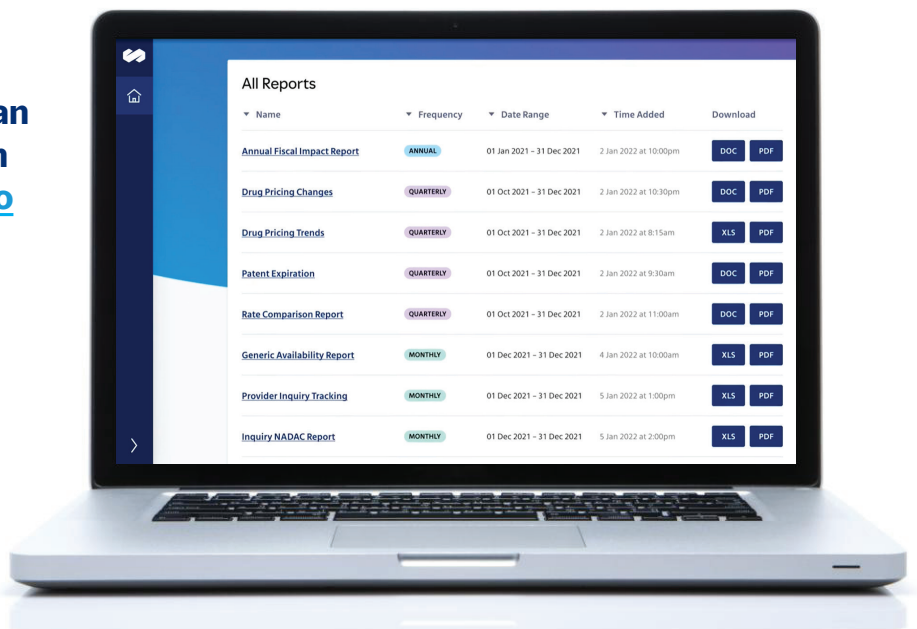 an
n
o
All Reports
Name Frequency Date Range Time Added Download
Annual Fiscal Impact Report ANNUAL 01 Jan 2021 – 31 Dec 2021 2 Jan 2022 at 10:00pm DOC PDF
Drug Pricing Changes QUARTERLY 01 Oct 2021 – 31 Dec 2021 2 Jan 2022 at 10:30pm DOC PDF
Drug Pricing Trends QUARTERLY 01 Oct 2021 – 31 Dec 2021 2 Jan 2022 at 8:15am XLS PDF
Patent Expiration QUARTERLY 01 Oct 2021 – 31 Dec 2021 2 Jan 2022 at 9:30am DOC PDF
Rate Comparison Report QUARTERLY 01 Oct 2021 – 31 Dec 2021 2 Jan 2022 at 11:00am DOC PDF
Generic Availability Report MONTHLY 01 Dec 2021 – 31 Dec 2021 4 Jan 2022 at 10:00am XLS PDF
Provider Inquiry Tracking MONTHLY 01 Dec 2021 – 31 Dec 2021 5 Jan 2022 at 1:00pm XLS PDF
Inquiry NADAC Report MONTHLY 01 Dec 2021 – 31 Dec 2021 5 Jan 2022 at 2:00pm XLS PDF